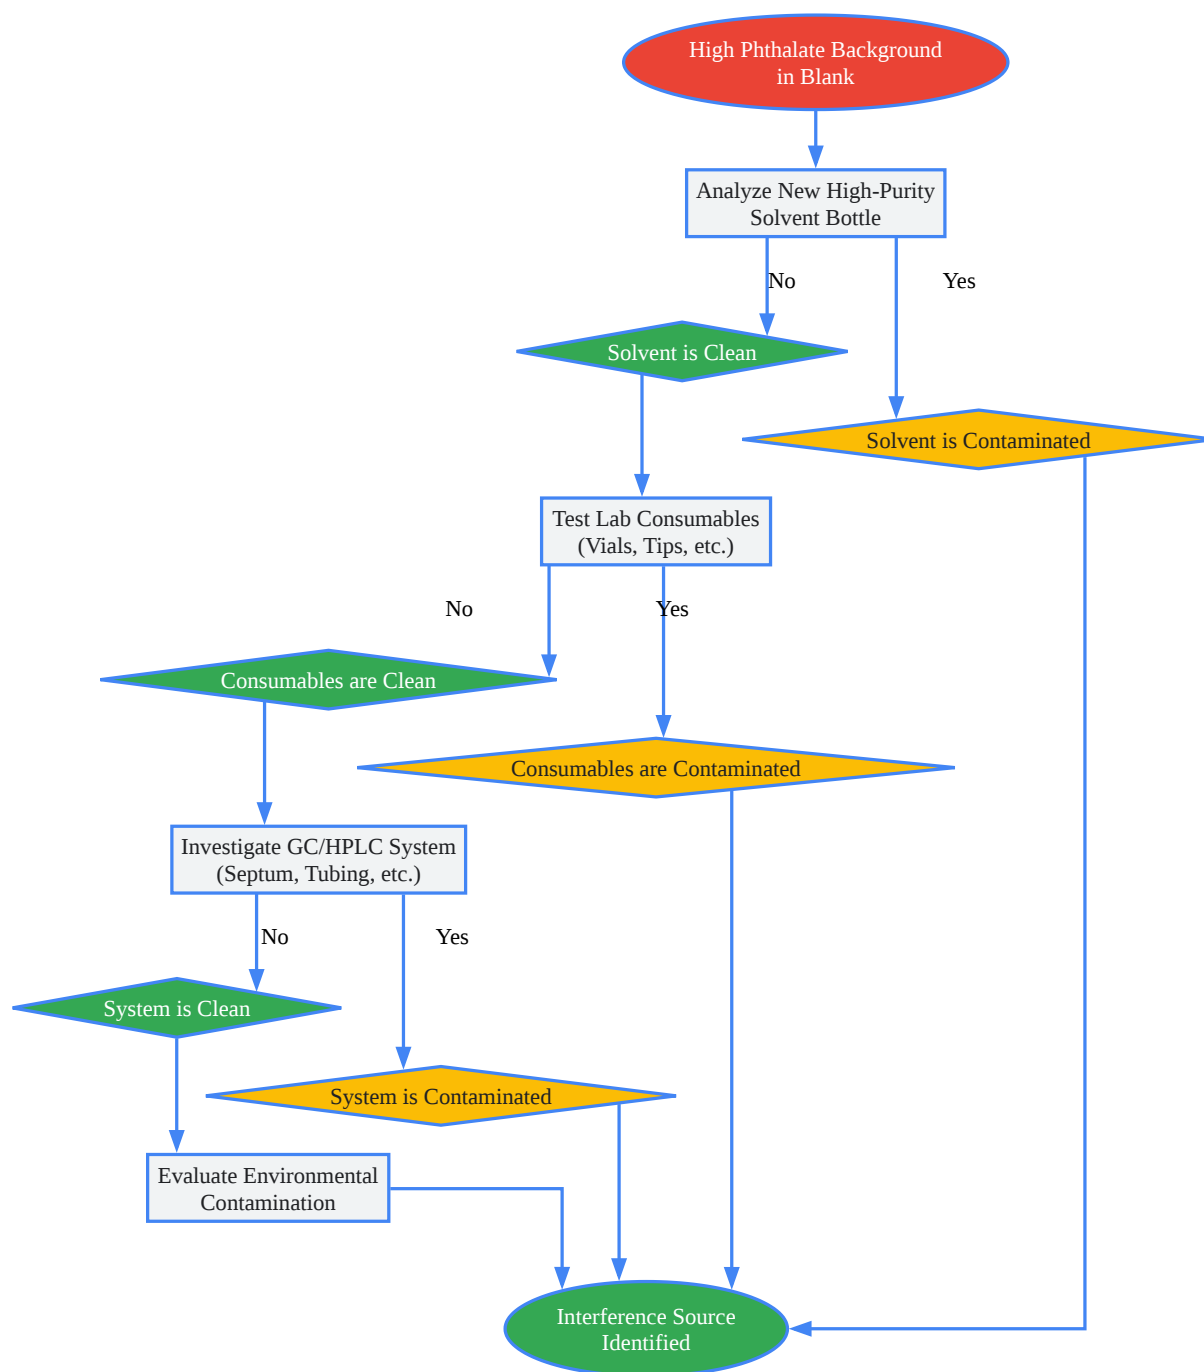 High Phthalate Background
in Blank
Analyze New High-Purity
Solvent Bottle
No
Yes
Solvent is Clean
Solvent is Contaminated
Test Lab Consumables
(Vials, Tips, etc.)
No
Yes
Consumables are Clean
Consumables are Contaminated
Investigate GC/HPLC System
(Septum, Tubing, etc.)
No
Yes
System is Clean
System is Contaminated
Evaluate Environmental
Contamination
Interference Source
Identified